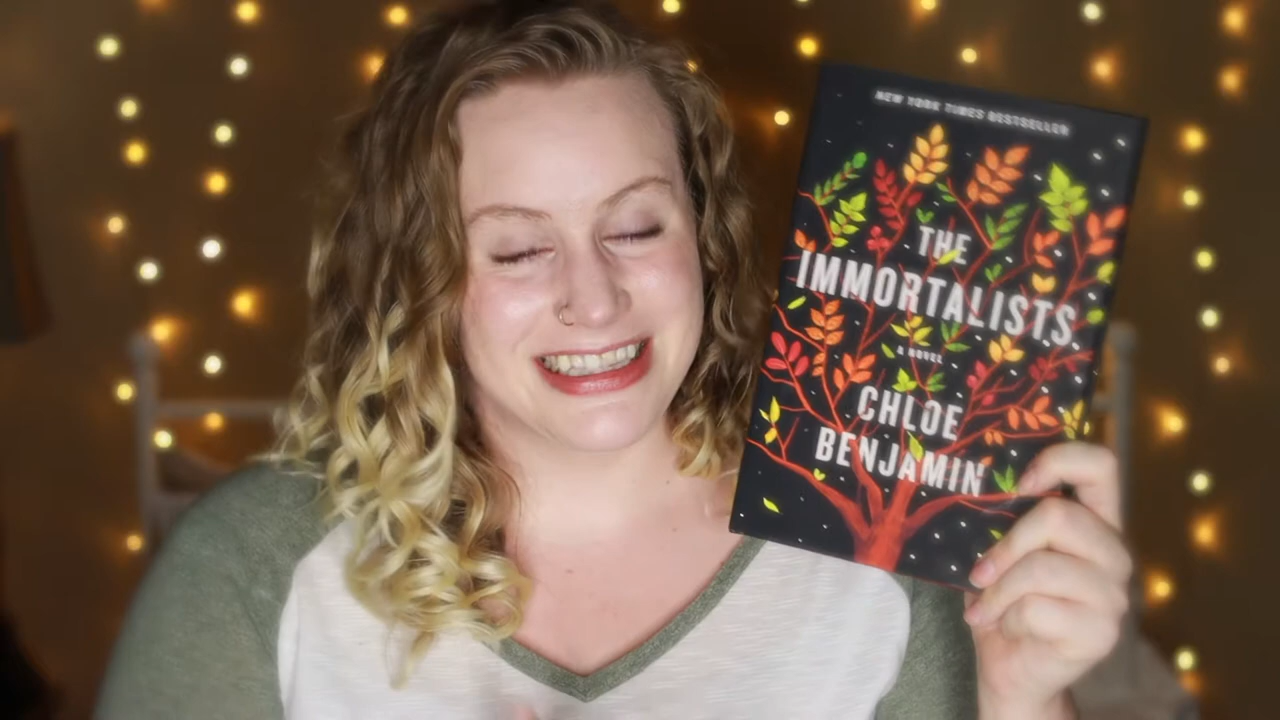 NEW YORK TIMES BESTSELLER
THE
IMMORTALISTS
A NOVEL
CHLOE
BENJAMIN